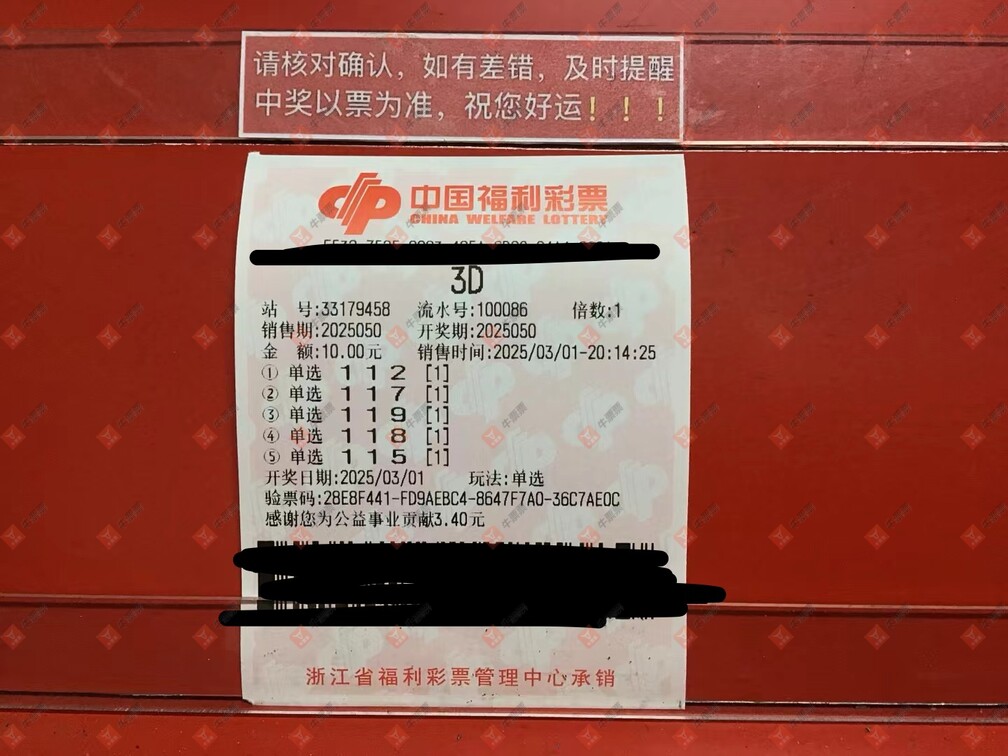 请核对确认，如有差错，及时提醒
中奖以票为准，祝您好运！！！
中国福利彩票
CHINA WELFARE LOTTERY
3D
站 号:33179458 流水号:100086 倍数:1
销售期:2025050 开奖期:2025050
金 额:10.00元 销售时间:2025/03/01-20:14:25
① 单选 1 1 2 [1]
② 单选 1 1 7 [1]
③ 单选 1 1 9 [1]
④ 单选 1 1 8 [1]
⑤ 单选 1 1 5 [1]
开奖日期:2025/03/01 玩法:单选
验票码:28E8F441-FD9AEBC4-8647F7A0-36C7AE0C
感谢您为公益事业贡献3.40元
浙江省福利彩票管理中心承销